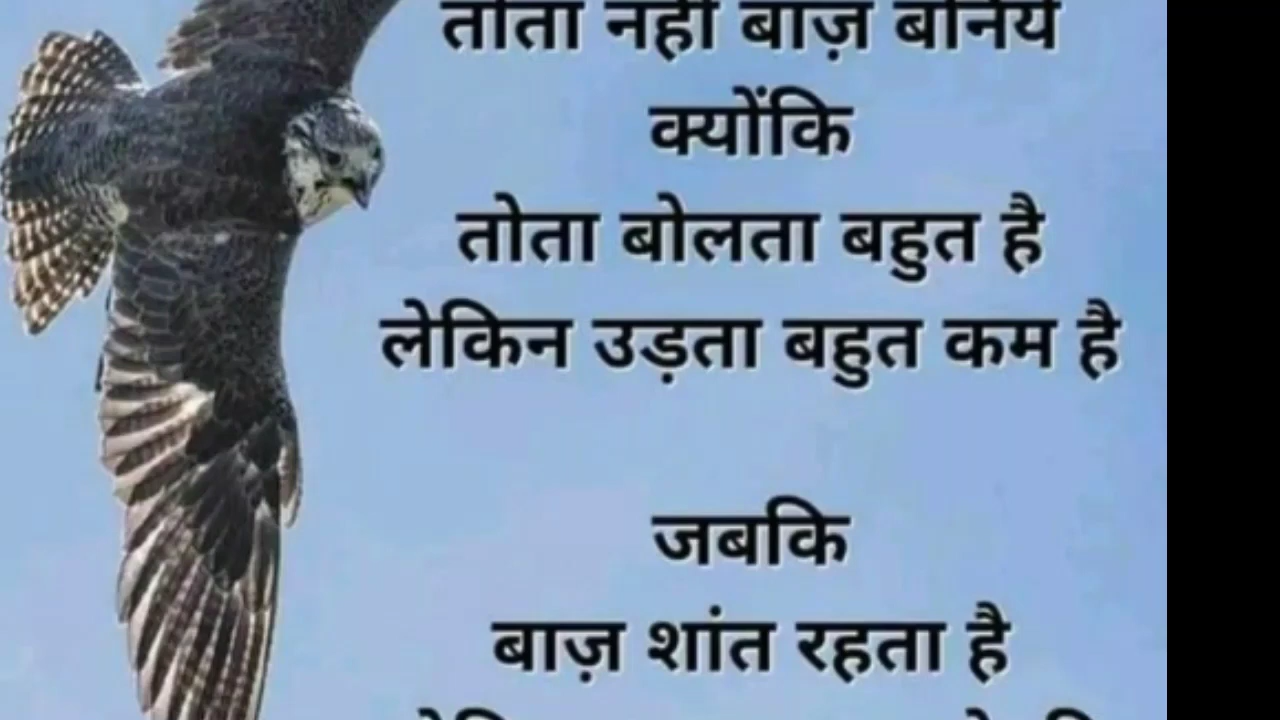 तोता नहीं बाज़ बनिये
क्योंकि
तोता बोलता बहुत है
लेकिन उड़ता बहुत कम है
जबकि
बाज़ शांत रहता है